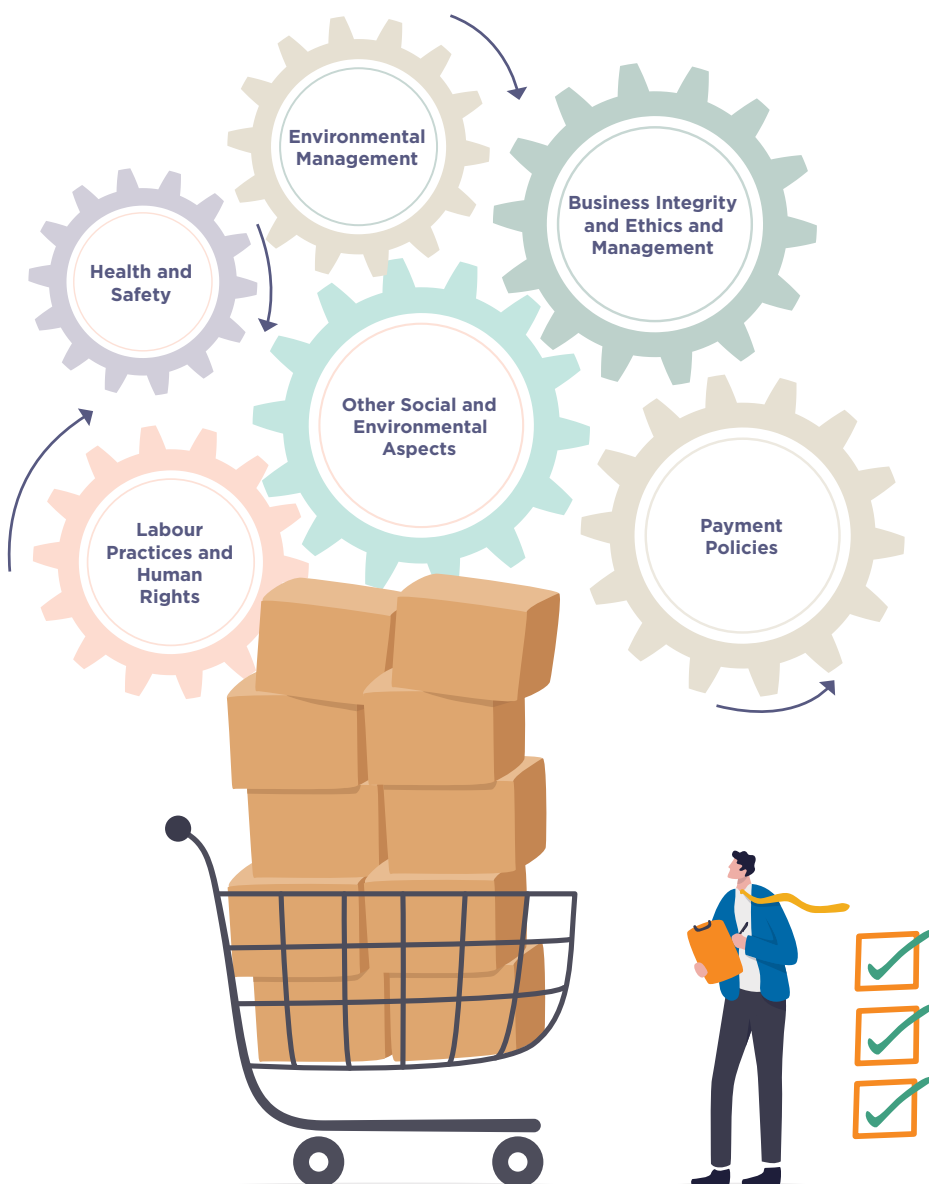 Environmental
Management
Business Integrity
and Ethics and
Management
Health and
Safety
Other Social and
Environmental
Aspects
Labour
Practices and
Human
Rights
Payment
Policies